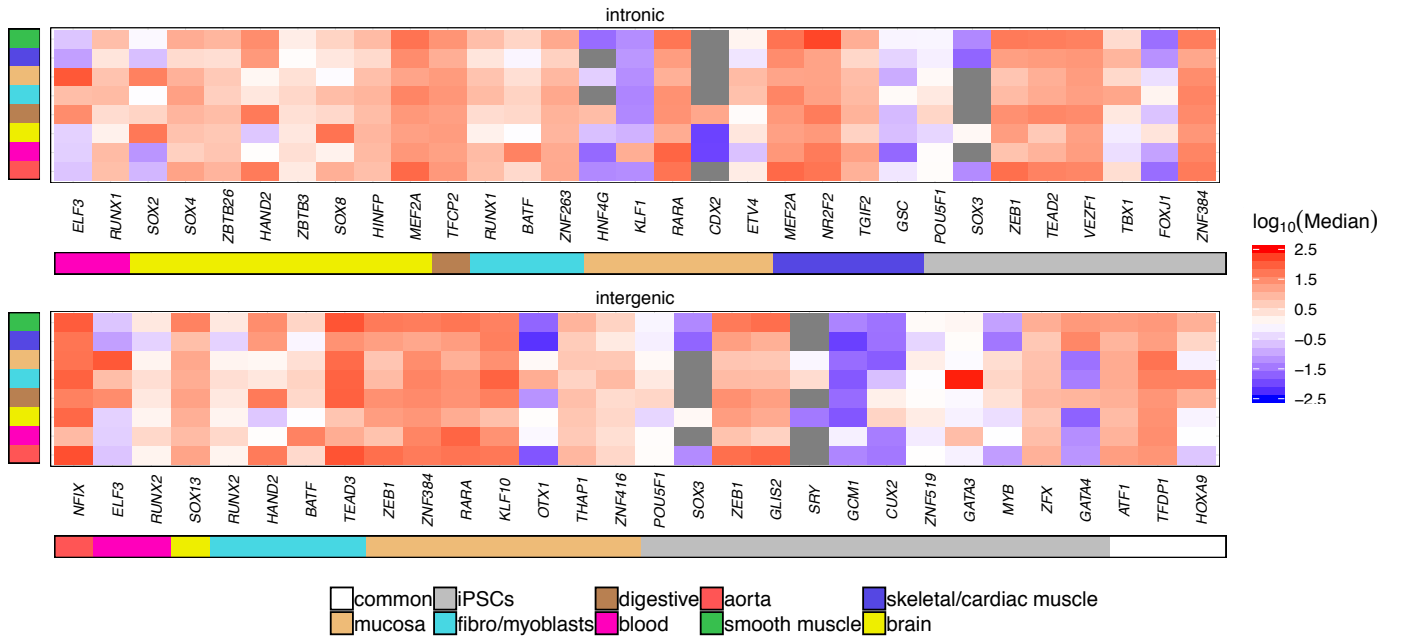 intronic
ELF3 RUNX1 SOX2 SOX4 ZBTB26 HAND2 ZBTB3 SOX8 HINFP MEF2A TFCP2 RUNX1 BATF ZNF263 HNF4G KLF1 RARA CDX2 ETV4 MEF2A NR2F2 TGIF2 GSC POU5F1 SOX3 ZEB1 TEAD2 VEZF1 TBX1 FOXJ1 ZNF384
log10(Median)
2.5
1.5
0.5
−0.5
−1.5
−2.5
intergenic
NFIX ELF3 RUNX2 SOX13 RUNX2 HAND2 BATF TEAD3 ZEB1 ZNF384 RARA KLF10 OTX1 THAP1 ZNF416 POU5F1 SOX3 ZEB1 GLIS2 SRY GCM1 CUX2 ZNF519 GATA3 MYB ZFX GATA4 ATF1 TFDP1 HOXA9
common iPSCs digestive aorta skeletal/cardiac muscle
mucosa fibro/myoblasts blood smooth muscle brain